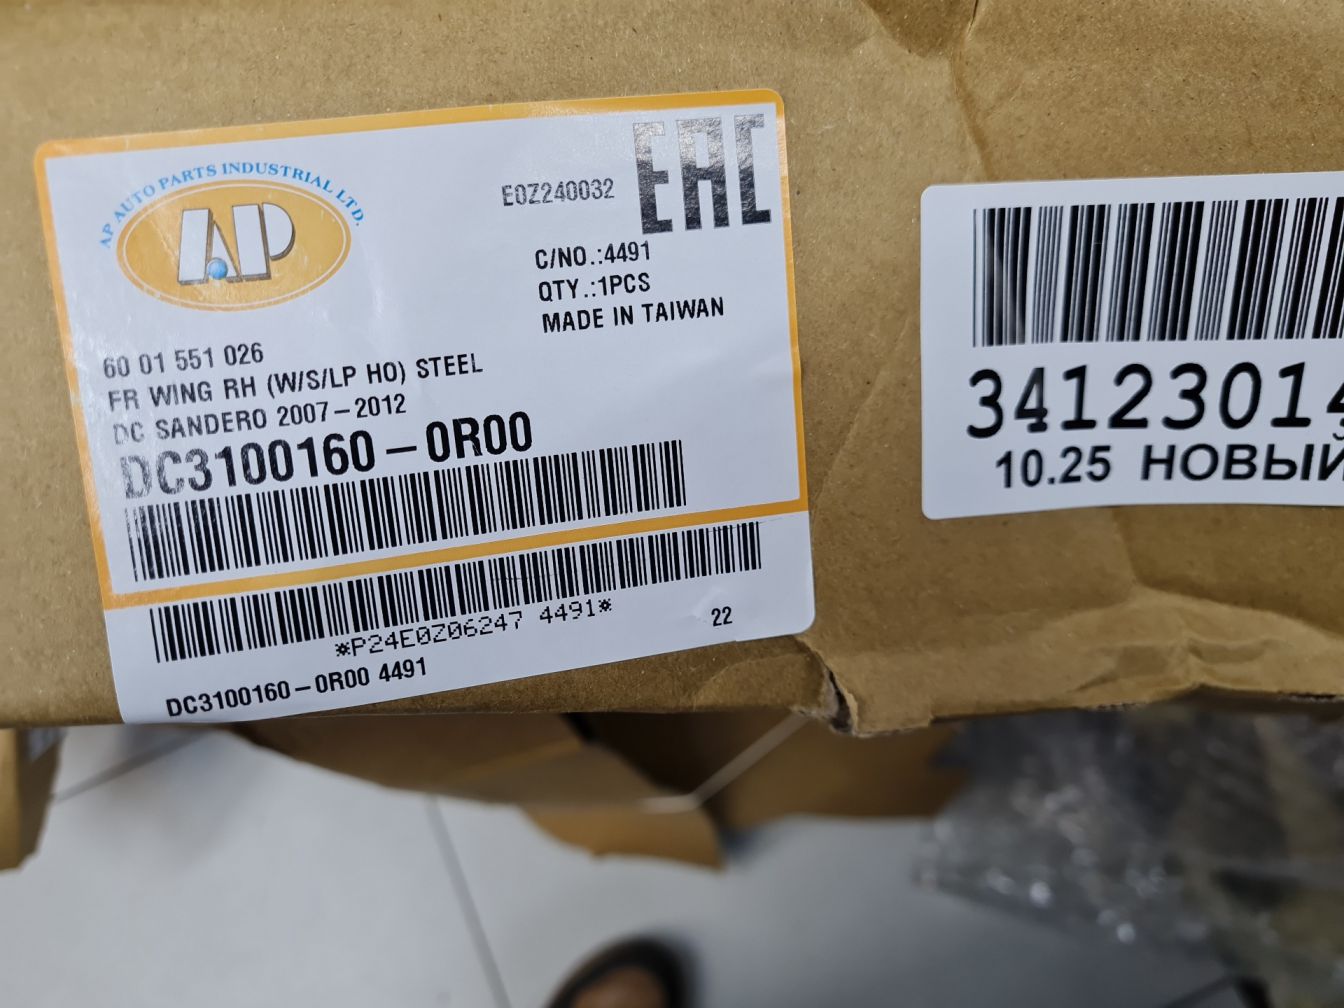 AP AUTO PARTS INDUSTRIAL LTD.
AP
E0Z240032
EAC
C/NO.:4491
QTY.:1PCS
MADE IN TAIWAN
60 01 551 026
FR WING RH (W/S/LP HO) STEEL
DC SANDERO 2007-2012
DC3100160-0R00
*P24E0Z06247 4491*
22
DC3100160-0R00 4491
3412301
10.25 НОВЫЙ